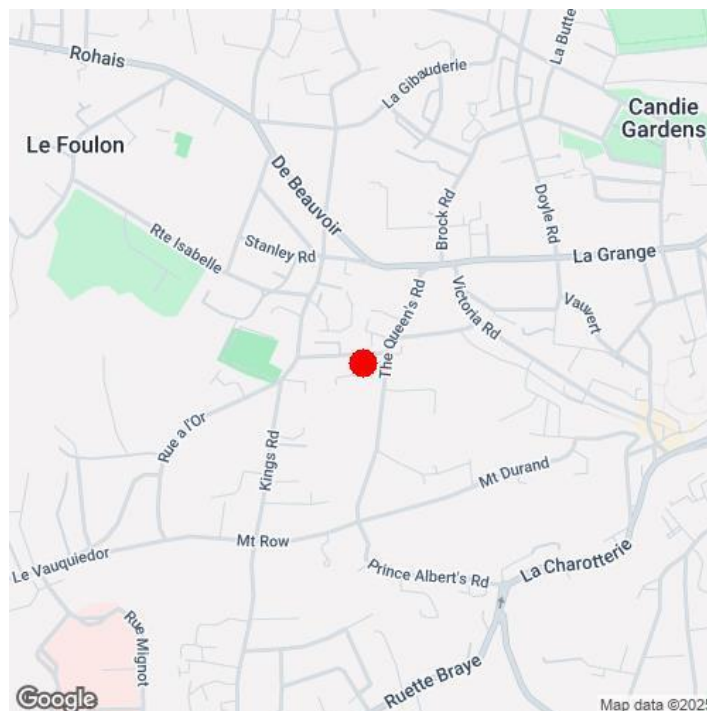 Rohais
La Butte
La Gibauderie
Candie
Gardens
Le Foulon
De Beauvoir
Brock Rd
Doyle Rd
Rte Isabelle
Stanley Rd
La Grange
The Queen's Rd
Victoria Rd
Vauvert
Rue a l'Or
Kings Rd
Mt Durand
Mt Row
Le Vauquiedor
Prince Albert's Rd
La Charotterie
Rue Mignot
Ruette Braye
Google
Map data ©2025